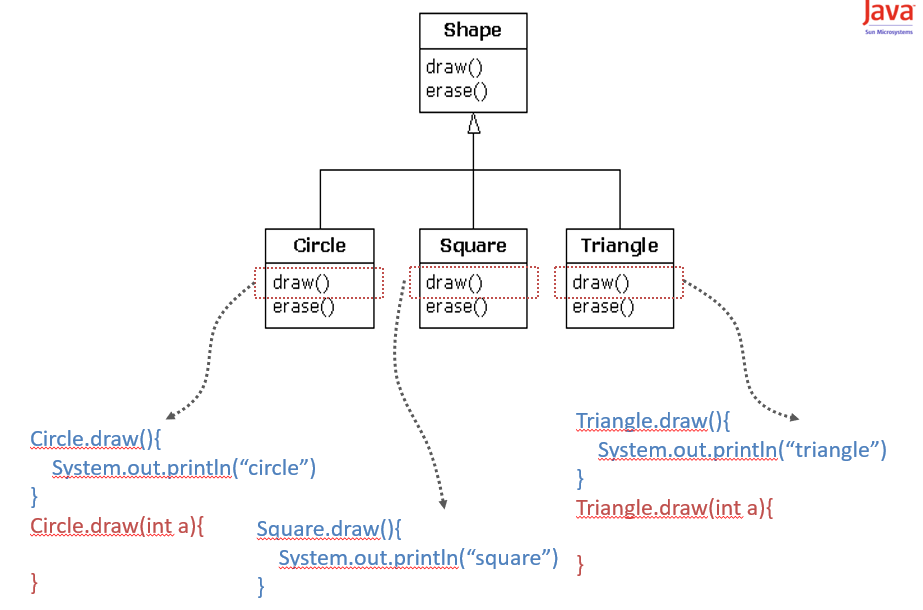 Java
Sun Microsystems
Shape
draw()
erase()
Circle
draw()
erase()
Square
draw()
erase()
Triangle
draw()
erase()
Circle.draw(){
System.out.println(“circle”)
}
Circle.draw(int a){
}
Square.draw(){
System.out.println(“square”)
}
Triangle.draw(){
System.out.println(“triangle”)
}
Triangle.draw(int a){
}